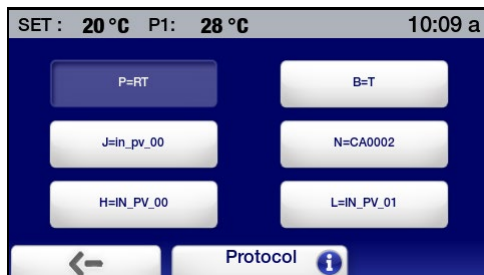 SET : 20 °C P1: 28 °C 10:09 a
P=RT B=T
J=in_pv_00 N=CA0002
H=IN_PV_00 L=IN_PV_01
Protocol i